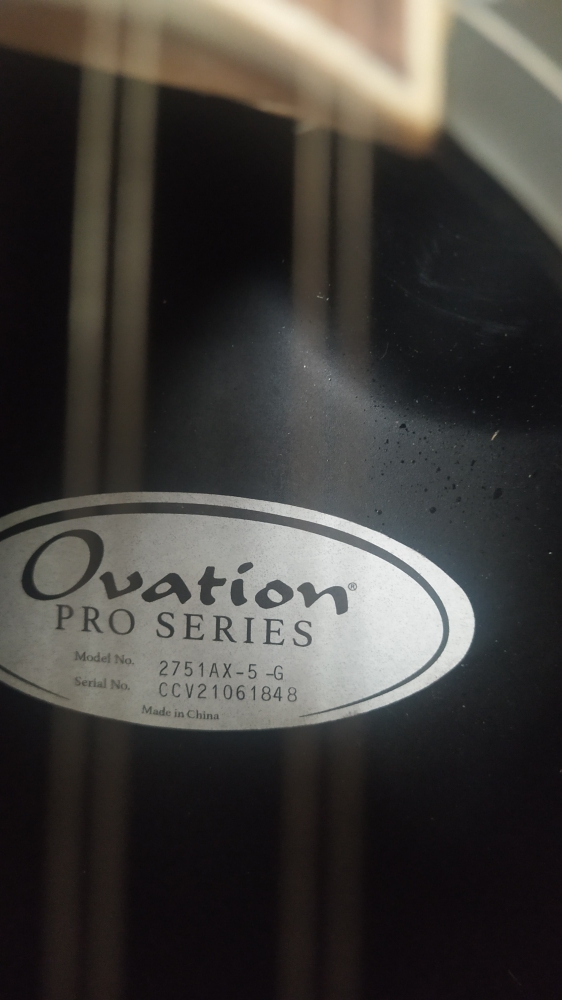 Ovation®
PRO SERIES
Model No. 2751AX-5-G
Serial No. CCV21061848
Made in China